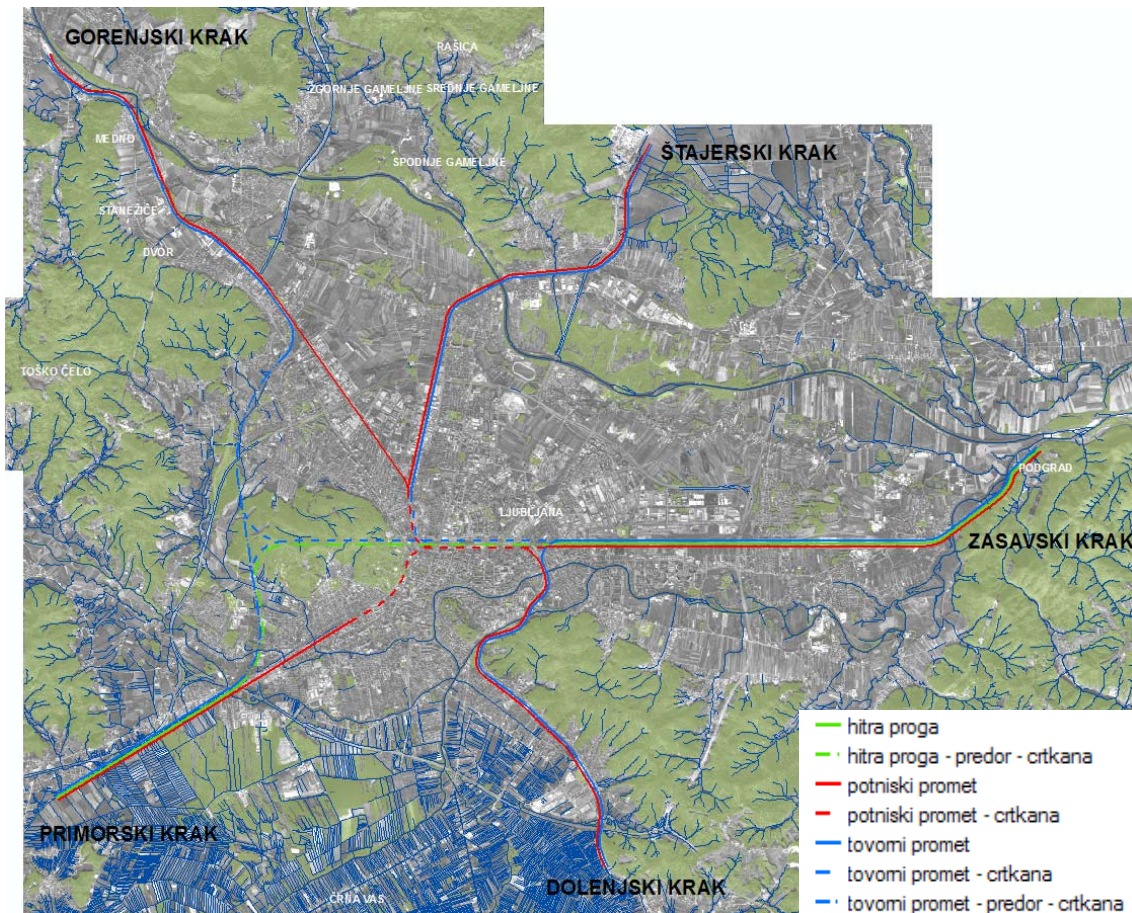 GORENJSKI KRAK
RAŠICA
ZGORNJE GAMELJNE
SREDNJE GAMELJNE
MEDNO
ŠTAJERSKI KRAK
SPODNJE GAMELJNE
STANEŽIČE
DVOR
TOŠKO ČELO
PODGRAD
LJUBLJANA
ZASAVSKI KRAK
PRIMORSKI KRAK
DOLENJSKI KRAK
ČRNA VAS
hitra proga
hitra proga - predor - crtkana
potniski promet
potniski promet - crtkana
tovorni promet
tovorni promet - crtkana
tovorni promet - predor - crtkana